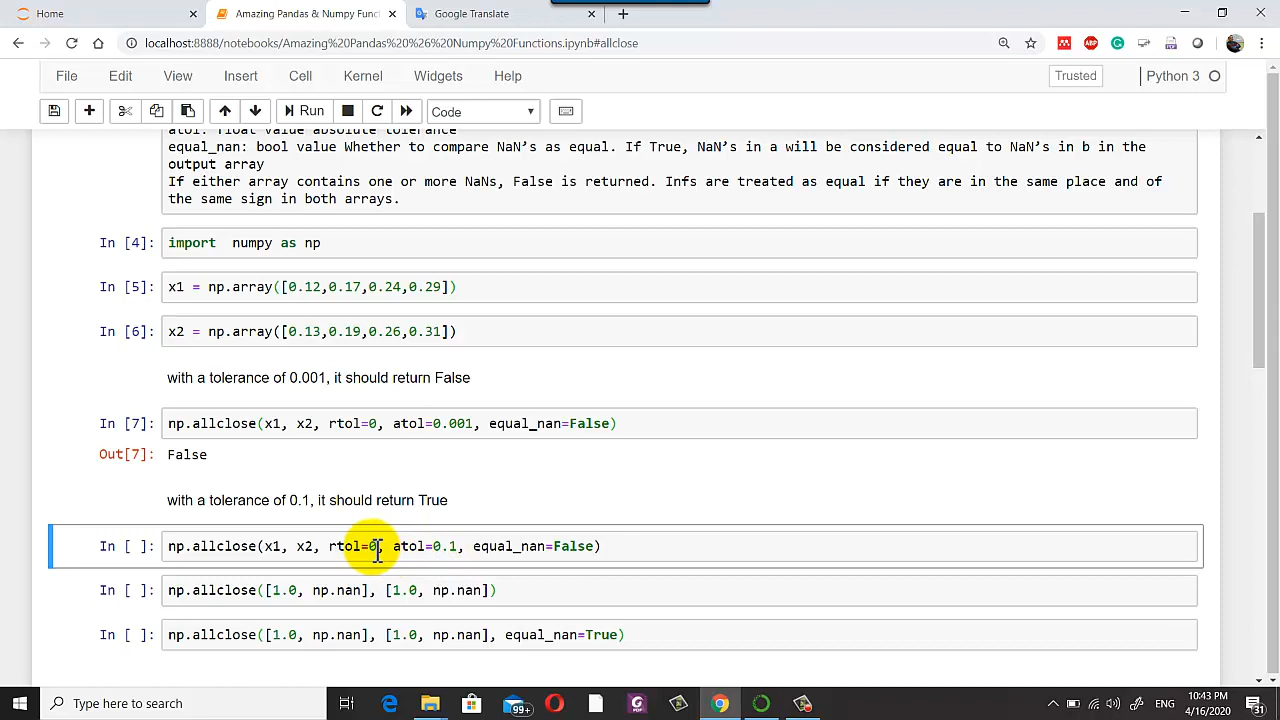 Home
Amazing Pandas & Numpy Func
Google Translate
localhost:8888/notebooks/Amazing%20Pandas%20%26%20Numpy%20Functions.ipynb#allclose
ABP
File Edit View Insert Cell Kernel Widgets Help
Trusted
Python 3
Run
Code
atol: float value absolute tolerance
equal_nan: bool value Whether to compare NaN's as equal. If True, NaN's in a will be considered equal to NaN's in b in the
output array
If either array contains one or more NaNs, False is returned. Infs are treated as equal if they are in the same place and of
the same sign in both arrays.
In [4]: import  numpy as np
In [5]: x1 = np.array([0.12,0.17,0.24,0.29])
In [6]: x2 = np.array([0.13,0.19,0.26,0.31])
with a tolerance of 0.001, it should return False
In [7]: np.allclose(x1, x2, rtol=0, atol=0.001, equal_nan=False)
Out[7]: False
with a tolerance of 0.1, it should return True
In [ ]: np.allclose(x1, x2, rtol=0, atol=0.1, equal_nan=False)
In [ ]: np.allclose([1.0, np.nan], [1.0, np.nan])
In [ ]: np.allclose([1.0, np.nan], [1.0, np.nan], equal_nan=True)
Type here to search
99+
ENG
10:43 PM
4/16/2020
31